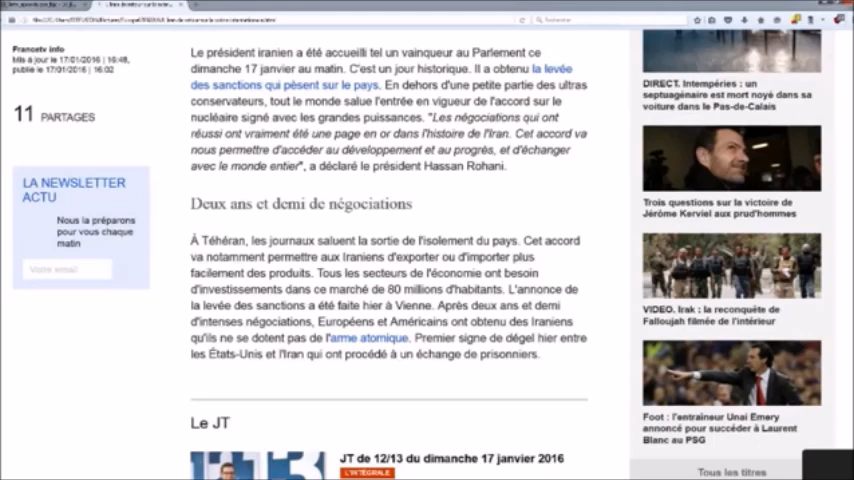 Francetv info
Mis à jour le 17/01/2016 | 16:48,
publié le 17/01/2016 | 16:02
11 PARTAGES
LA NEWSLETTER
ACTU
Nous la préparons
pour vous chaque
matin
Votre email
Le président iranien a été accueilli tel un vainqueur au Parlement ce
dimanche 17 janvier au matin. C'est un jour historique. Il a obtenu la levée
des sanctions qui pèsent sur le pays. En dehors d'une petite partie des ultras
conservateurs, tout le monde salue l'entrée en vigueur de l'accord sur le
nucléaire signé avec les grandes puissances. "Les négociations qui ont
réussi ont vraiment été une page en or dans l'histoire de l'Iran. Cet accord va
nous permettre d'accéder au développement et au progrès, et d'échanger
avec le monde entier", a déclaré le président Hassan Rohani.
Deux ans et demi de négociations
À Téhéran, les journaux saluent la sortie de l'isolement du pays. Cet accord
va notamment permettre aux Iraniens d'exporter ou d'importer plus
facilement des produits. Tous les secteurs de l'économie ont besoin
d'investissements dans ce marché de 80 millions d'habitants. L'annonce de
la levée des sanctions a été faite hier à Vienne. Après deux ans et demi
d'intenses négociations, Européens et Américains ont obtenu des Iraniens
qu'ils ne se dotent pas de l'arme atomique. Premier signe de dégel hier entre
les États-Unis et l'Iran qui ont procédé à un échange de prisonniers.
Le JT
JT de 12/13 du dimanche 17 janvier 2016
L'INTÉGRALE
DIRECT. Intempéries : un
septuagénaire est mort noyé dans sa
voiture dans le Pas-de-Calais
Trois questions sur la victoire de
Jérôme Kerviel aux prud'hommes
VIDEO. Irak : la reconquête de
Falloujah filmée de l'intérieur
Foot : l'entraîneur Unai Emery
annoncé pour succéder à Laurent
Blanc au PSG
Tous les titres